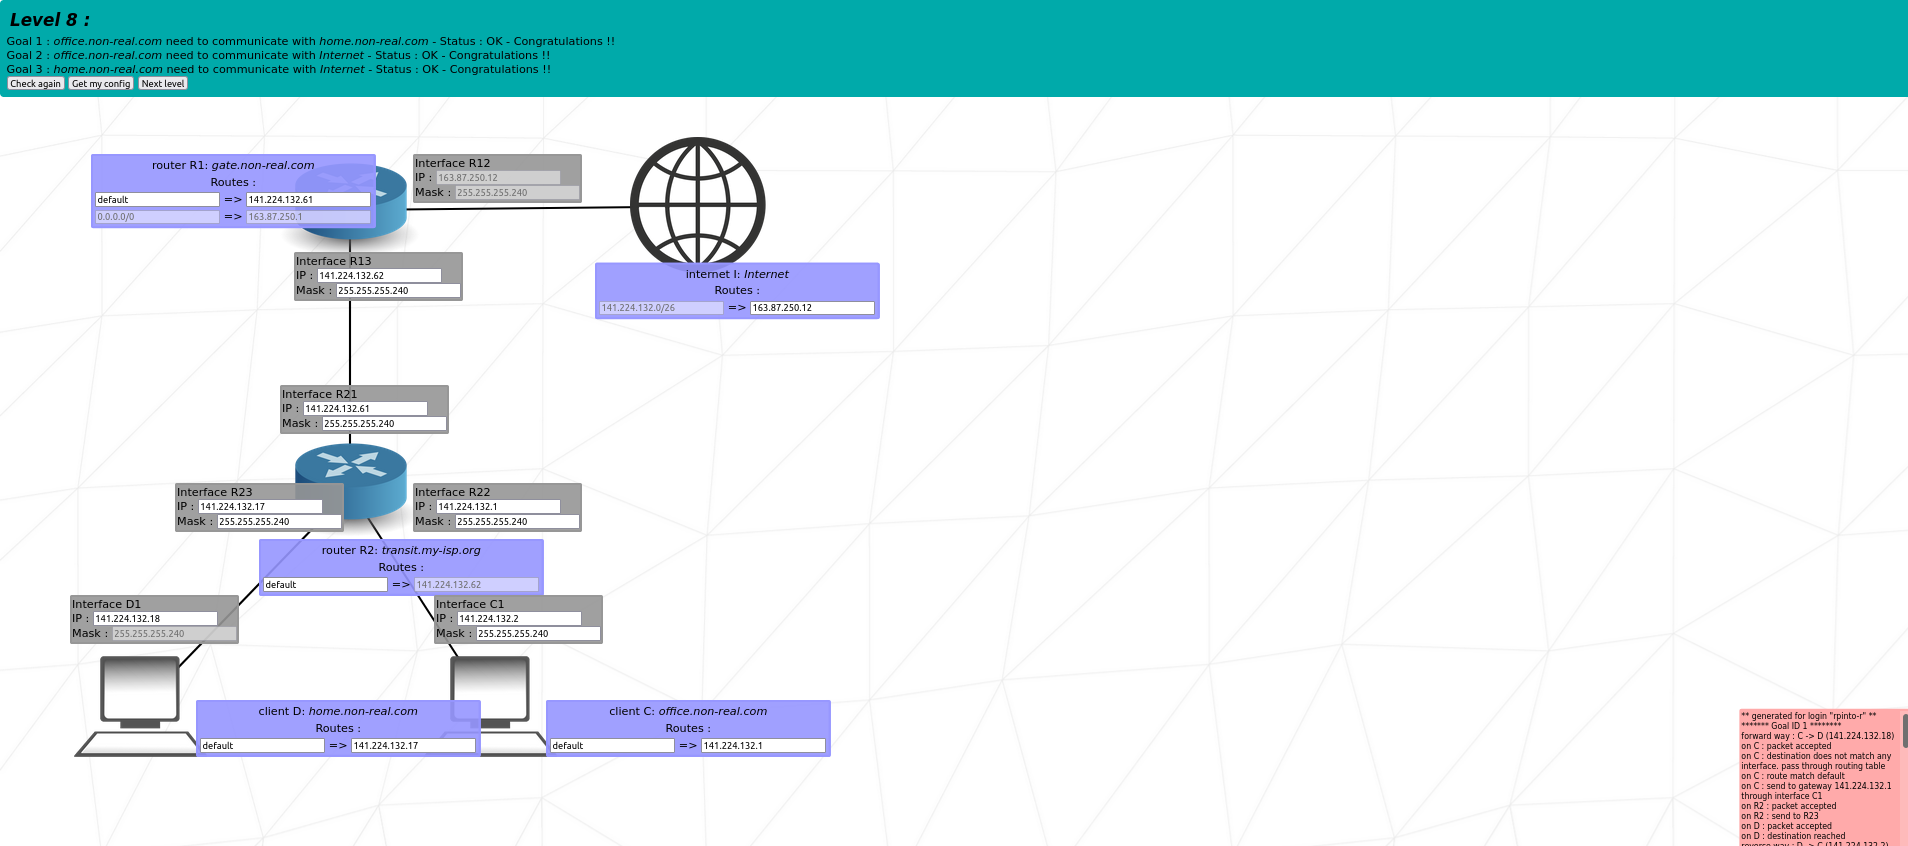 Level 8 :
Goal 1 : office.non-real.com need to communicate with home.non-real.com - Status : OK - Congratulations !!
Goal 2 : office.non-real.com need to communicate with Internet - Status : OK - Congratulations !!
Goal 3 : home.non-real.com need to communicate with Internet - Status : OK - Congratulations !!
Check again Get my config Next level
router R1: gate.non-real.com
Routes :
default => 141.224.132.61
0.0.0.0/0 => 163.87.250.1
Interface R12
IP : 163.87.250.12
Mask : 255.255.255.240
Interface R13
IP : 141.224.132.62
Mask : 255.255.255.240
internet I: Internet
Routes :
141.224.132.0/26 => 163.87.250.12
Interface R21
IP : 141.224.132.61
Mask : 255.255.255.240
Interface R23
IP : 141.224.132.17
Mask : 255.255.255.240
Interface R22
IP : 141.224.132.1
Mask : 255.255.255.240
router R2: transit.my-isp.org
Routes :
default => 141.224.132.62
Interface D1
IP : 141.224.132.18
Mask : 255.255.255.240
Interface C1
IP : 141.224.132.2
Mask : 255.255.255.240
client D: home.non-real.com
Routes :
default => 141.224.132.17
client C: office.non-real.com
Routes :
default => 141.224.132.1
** generated for login "rpinto-r" **
******* Goal ID 1 ********
forward way : C -> D (141.224.132.18)
on C : packet accepted
on C : destination does not match any
interface. pass through routing table
on C : route match default
on C : send to gateway 141.224.132.1
through interface C1
on R2 : packet accepted
on R2 : send to R23
on D : packet accepted
on D : destination reached
reverse way : D -> C (141.224.132.2)